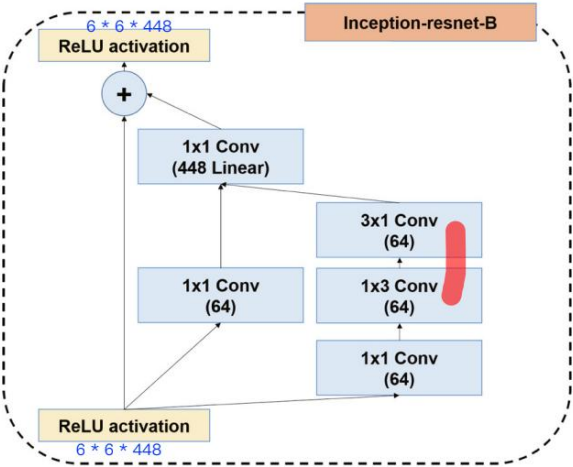 Inception-resnet-B
6 * 6 * 448
ReLU activation
+
1x1 Conv
(448 Linear)
3x1 Conv
(64)
1x1 Conv
(64)
1x3 Conv
(64)
1x1 Conv
(64)
ReLU activation
6 * 6 * 448